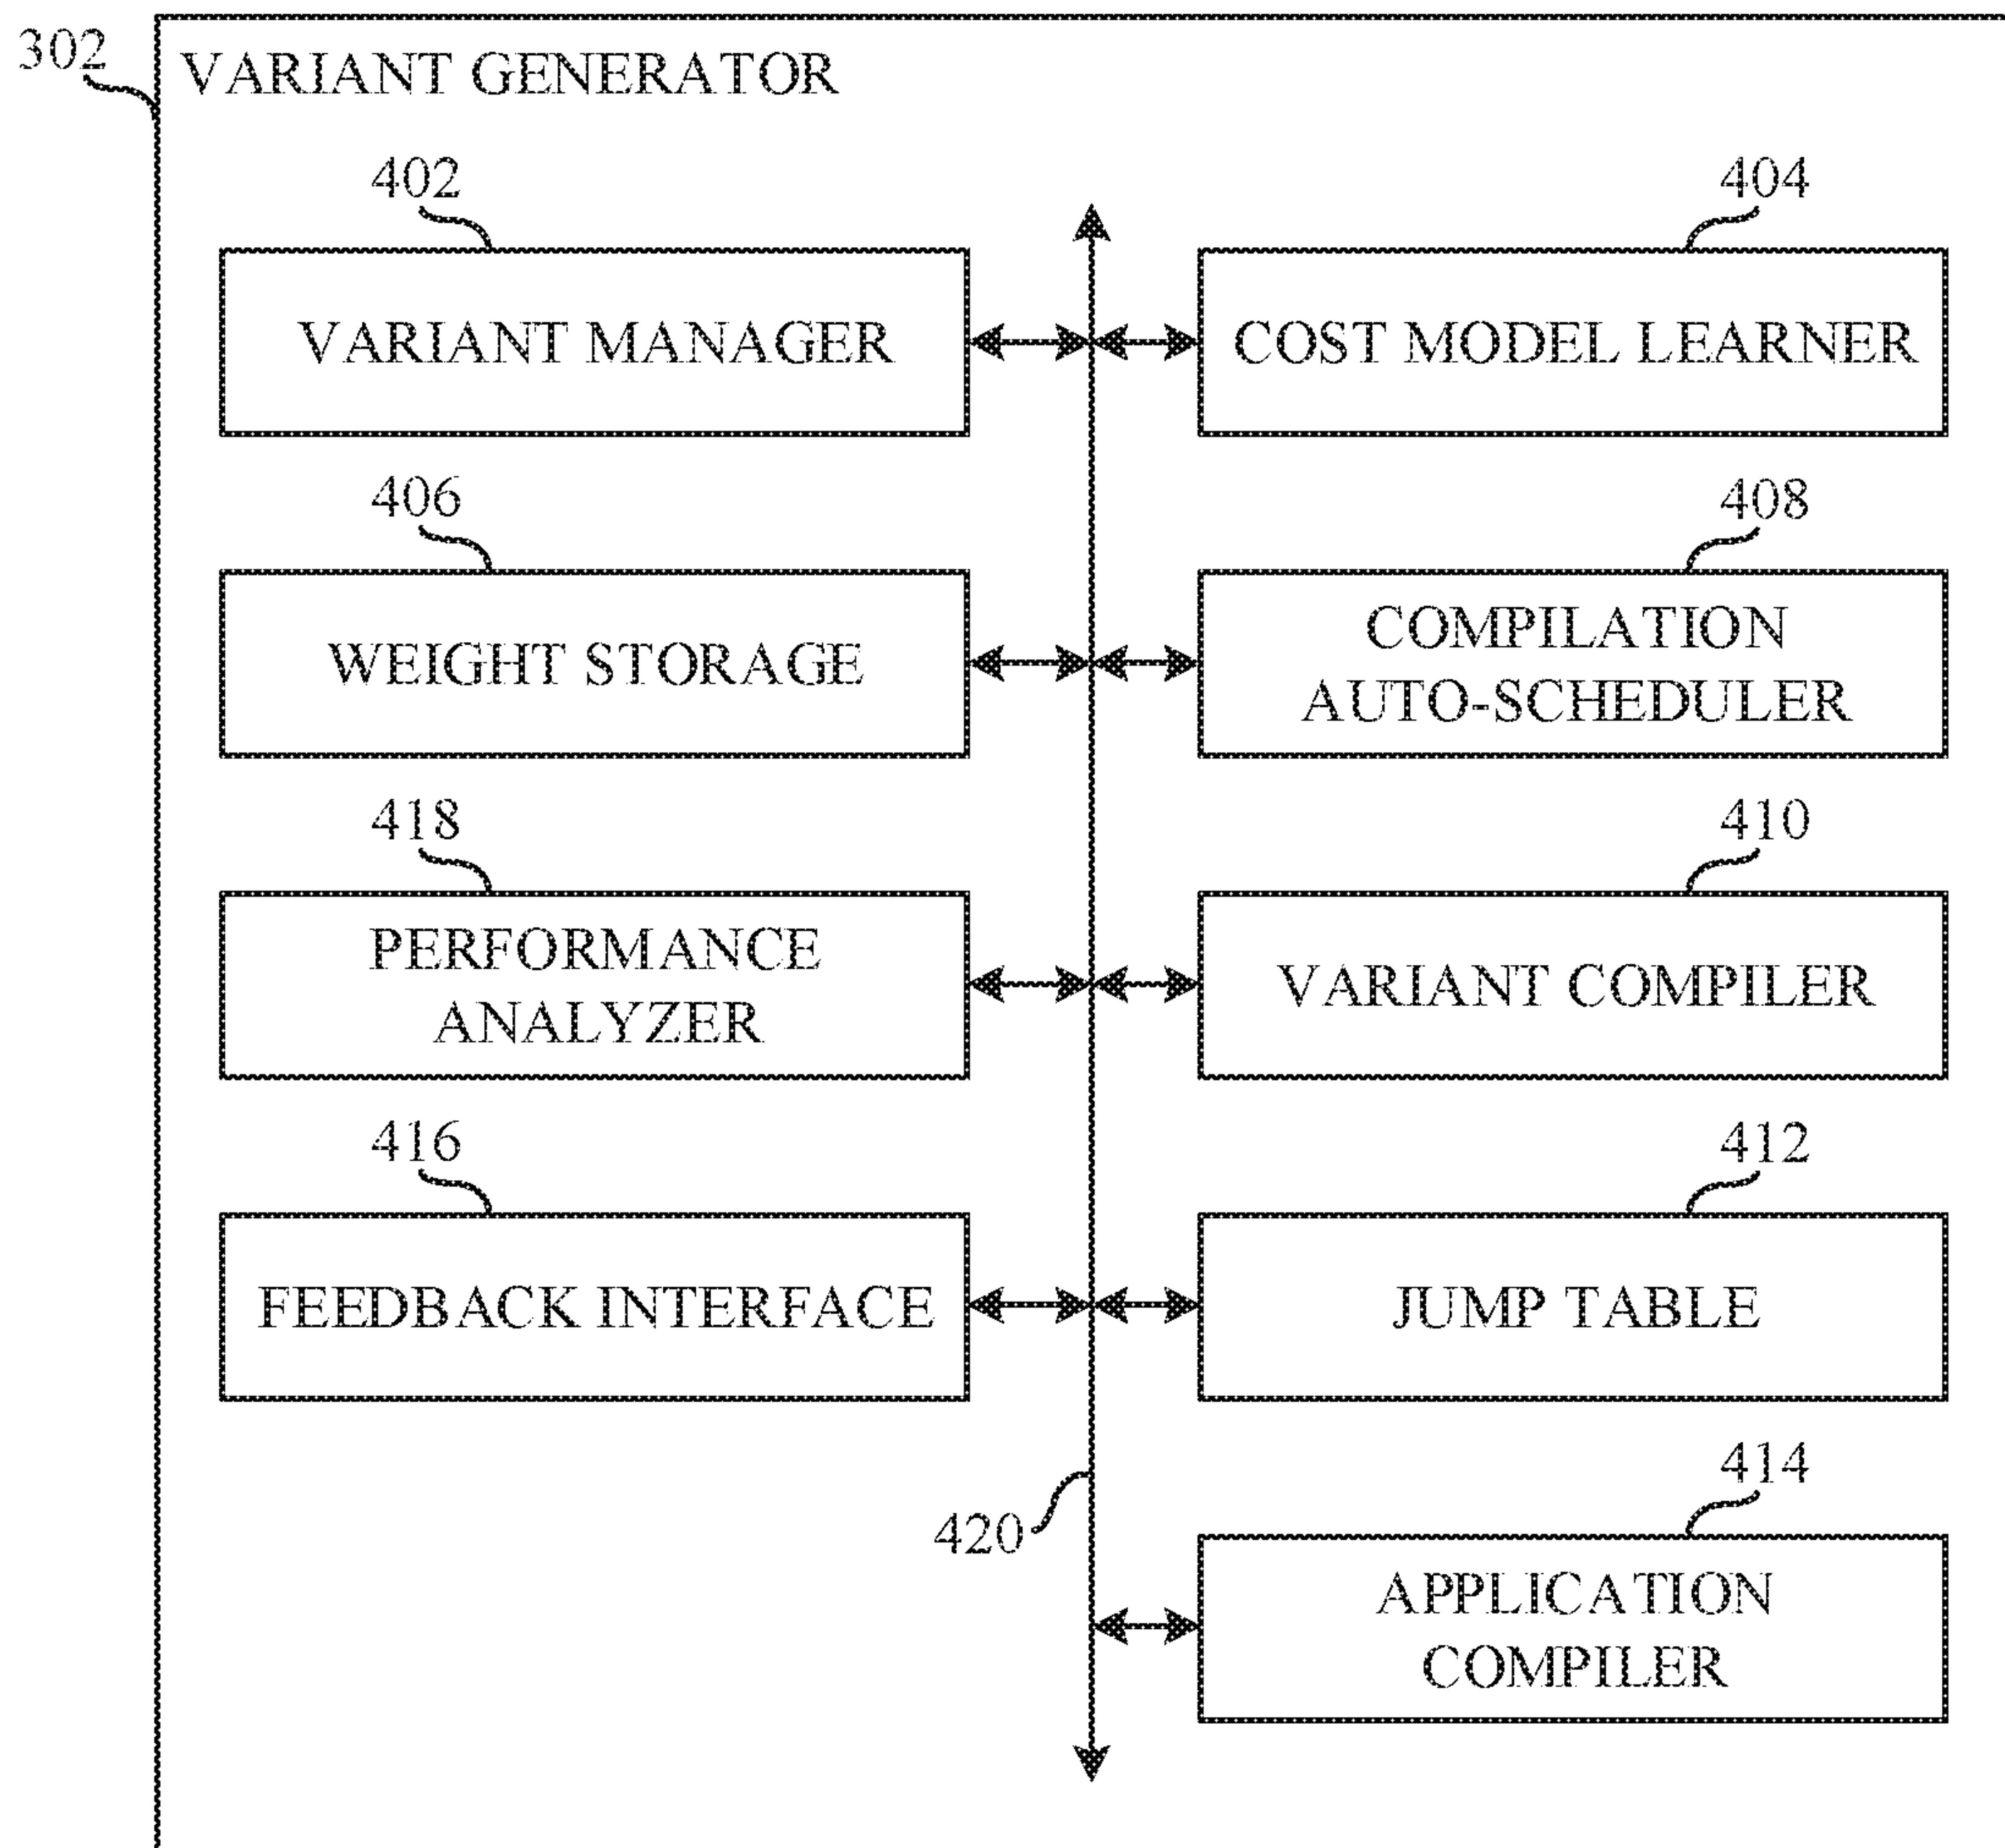 302
VARIANT GENERATOR
402
404
VARIANT MANAGER
COST MODEL LEARNER
406
408
WEIGHT STORAGE
COMPILATION
AUTO-SCHEDULER
418
410
PERFORMANCE
ANALYZER
VARIANT COMPILER
416
412
FEEDBACK INTERFACE
JUMP TABLE
420
414
APPLICATION
COMPILER